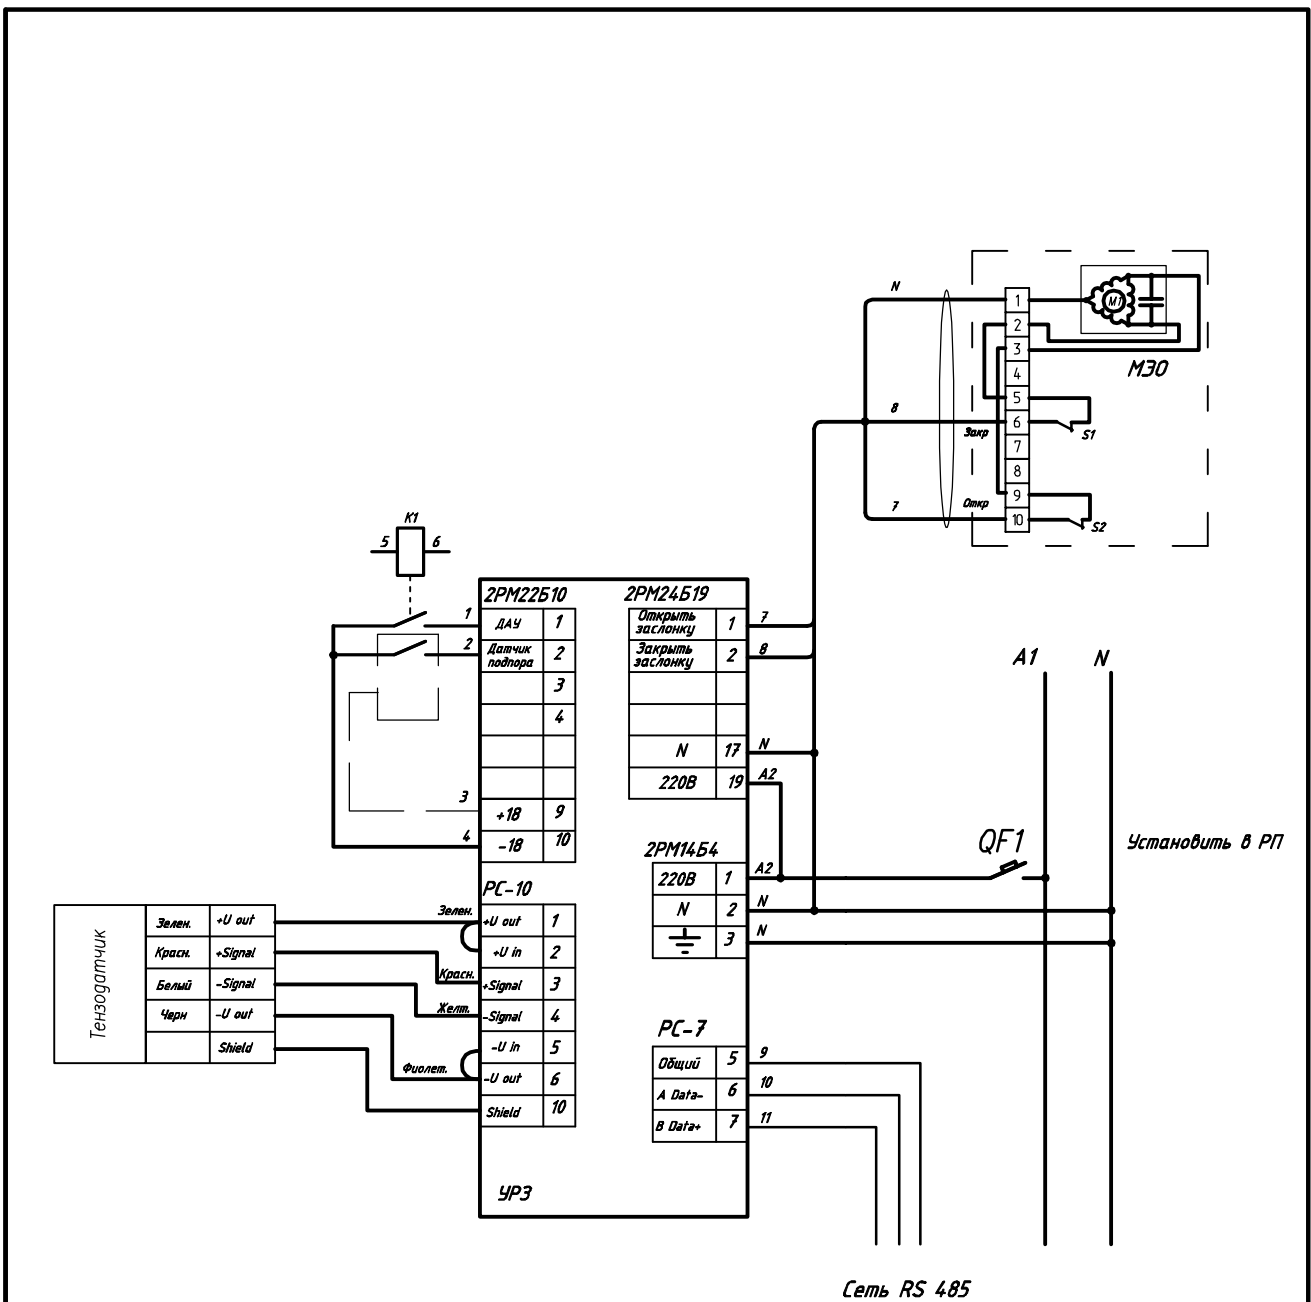 N
1
М1
2
3
МЭО
4
5
8
6
Закр
S1
7
8
9
7
Откр
10
S2
К1
5
6
2РМ22Б10
1
ДАУ
1
2
Датчик
подпора
2
3
4
3
+18
9
4
-18
10
2РМ24Б19
Открыть
заслонку
1
7
Закрыть
заслонку
2
8
N
17
N
220В
19
А2
А1
N
QF1
Установить в РП
2РМ14Б4
220В
1
А2
N
2
N
3
N
РС-10
Зелен.
+U out
1
+U in
2
Красн.
+Signal
3
Желт.
-Signal
4
-U in
5
Фиолет.
-U out
6
Shield
10
Тензодатчик
Зелен.
+U out
Красн.
+Signal
Белый
-Signal
Черн
-U out
Shield
РС-7
Общий
5
9
A Data-
6
10
B Data+
7
11
УРЗ
Сеть RS 485